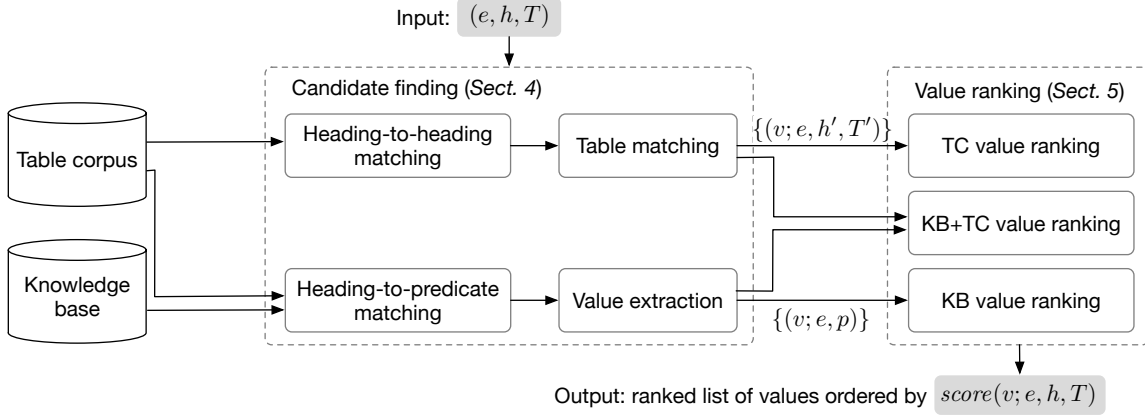 Input: (e, h, T)
Candidate finding (Sect. 4)
Value ranking (Sect. 5)
Table corpus
Heading-to-heading
matching
Table matching
{(v; e, h′, T′)}
TC value ranking
KB+TC value ranking
Knowledge
base
Heading-to-predicate
matching
Value extraction
{(v; e, p)}
KB value ranking
Output: ranked list of values ordered by score(v; e, h, T)